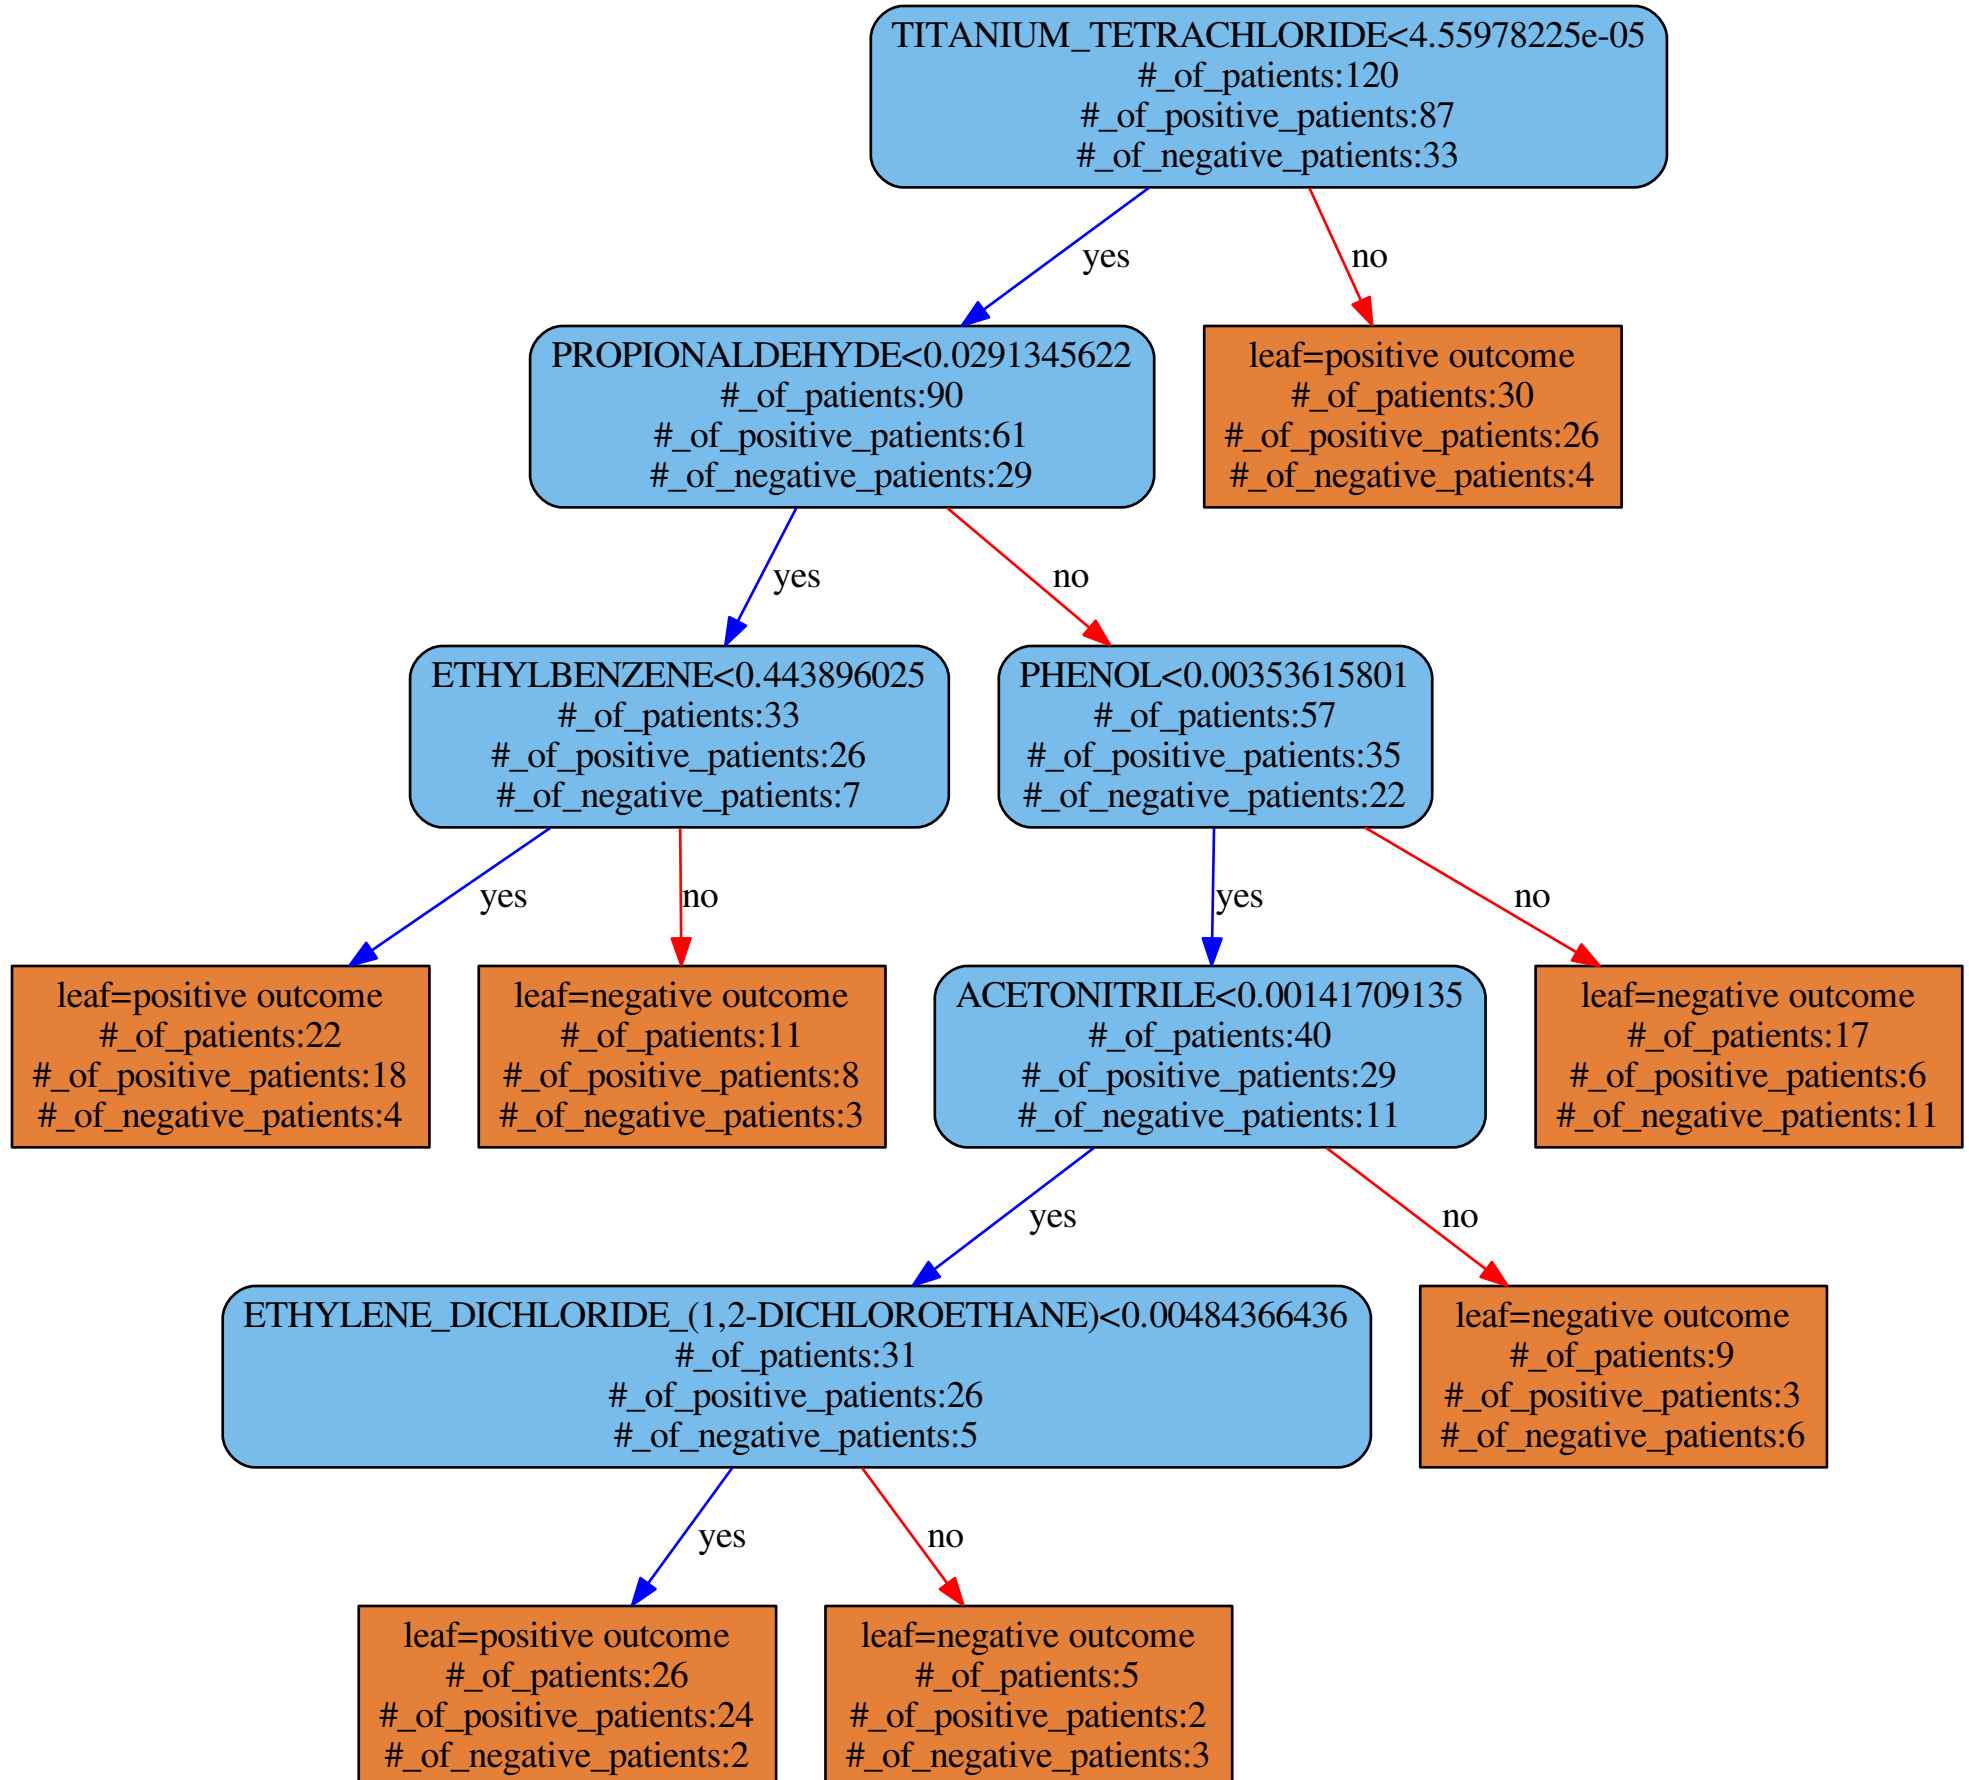 TITANIUM_TETRACHLORIDE<4.55978225e-05
#_of_patients:120
#_of_positive_patients:87
#_of_negative_patients:33
yes
no
PROPIONALDEHYDE<0.0291345622
#_of_patients:90
#_of_positive_patients:61
#_of_negative_patients:29
leaf=positive outcome
#_of_patients:30
#_of_positive_patients:26
#_of_negative_patients:4
yes
no
ETHYLBENZENE<0.443896025
#_of_patients:33
#_of_positive_patients:26
#_of_negative_patients:7
PHENOL<0.00353615801
#_of_patients:57
#_of_positive_patients:35
#_of_negative_patients:22
yes
no
yes
no
leaf=positive outcome
#_of_patients:22
#_of_positive_patients:18
#_of_negative_patients:4
leaf=negative outcome
#_of_patients:11
#_of_positive_patients:8
#_of_negative_patients:3
ACETONITRILE<0.00141709135
#_of_patients:40
#_of_positive_patients:29
#_of_negative_patients:11
leaf=negative outcome
#_of_patients:17
#_of_positive_patients:6
#_of_negative_patients:11
yes
no
ETHYLENE_DICHLORIDE_(1,2-DICHLOROETHANE)<0.00484366436
#_of_patients:31
#_of_positive_patients:26
#_of_negative_patients:5
leaf=negative outcome
#_of_patients:9
#_of_positive_patients:3
#_of_negative_patients:6
yes
no
leaf=positive outcome
#_of_patients:26
#_of_positive_patients:24
#_of_negative_patients:2
leaf=negative outcome
#_of_patients:5
#_of_positive_patients:2
#_of_negative_patients:3